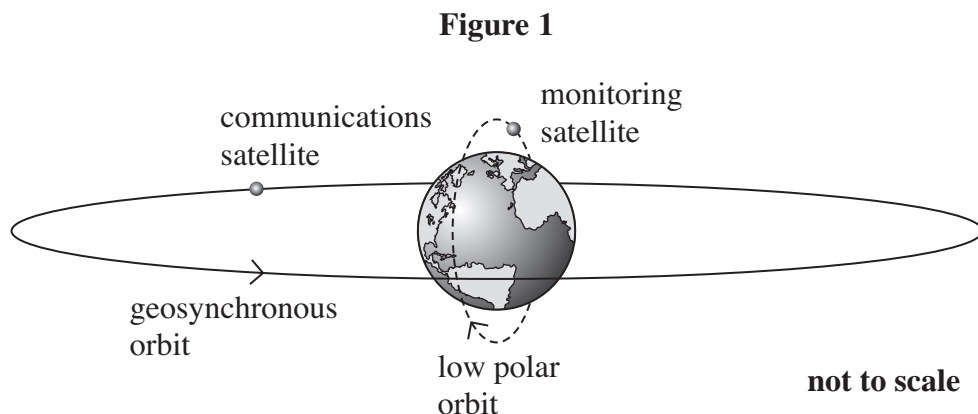 Figure 1
communications
satellite
monitoring
satellite
geosynchronous
orbit
low polar
orbit
not to scale